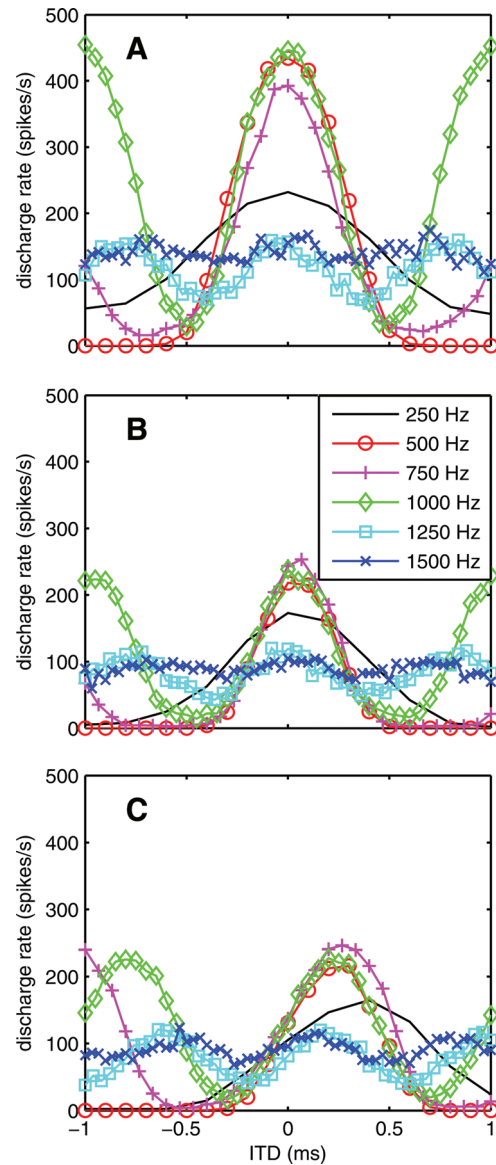 500
400
300
200
100
0
discharge rate (spikes/s)
A
500
400
300
200
100
0
discharge rate (spikes/s)
B
250 Hz
500 Hz
750 Hz
1000 Hz
1250 Hz
1500 Hz
500
400
300
200
100
0
discharge rate (spikes/s)
C
−1 −0.5 0 0.5 1
ITD (ms)